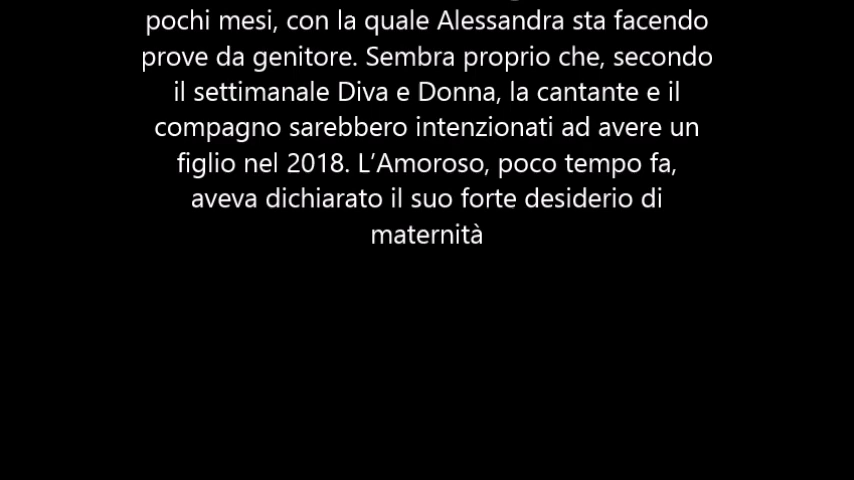 pochi mesi, con la quale Alessandra sta facendo
prove da genitore. Sembra proprio che, secondo
il settimanale Diva e Donna, la cantante e il
compagno sarebbero intenzionati ad avere un
figlio nel 2018. L’Amoroso, poco tempo fa,
aveva dichiarato il suo forte desiderio di
maternità